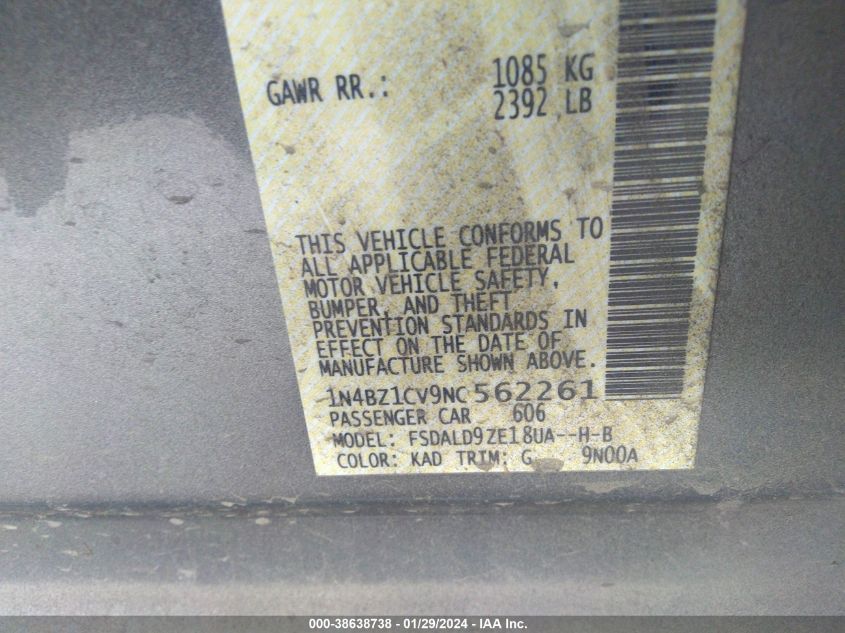 GAWR RR.: 1085 KG
2392 LB
THIS VEHICLE CONFORMS TO
ALL APPLICABLE FEDERAL
MOTOR VEHICLE SAFETY,
BUMPER, AND THEFT
PREVENTION STANDARDS IN
EFFECT ON THE DATE OF
MANUFACTURE SHOWN ABOVE.
1N4BZ1CV9NC562261
PASSENGER CAR 606
MODEL: FSDALD9ZE18UA--H-B
COLOR: KAD TRIM: G 9N00A
000-38638738 - 01/29/2024 - IAA Inc.